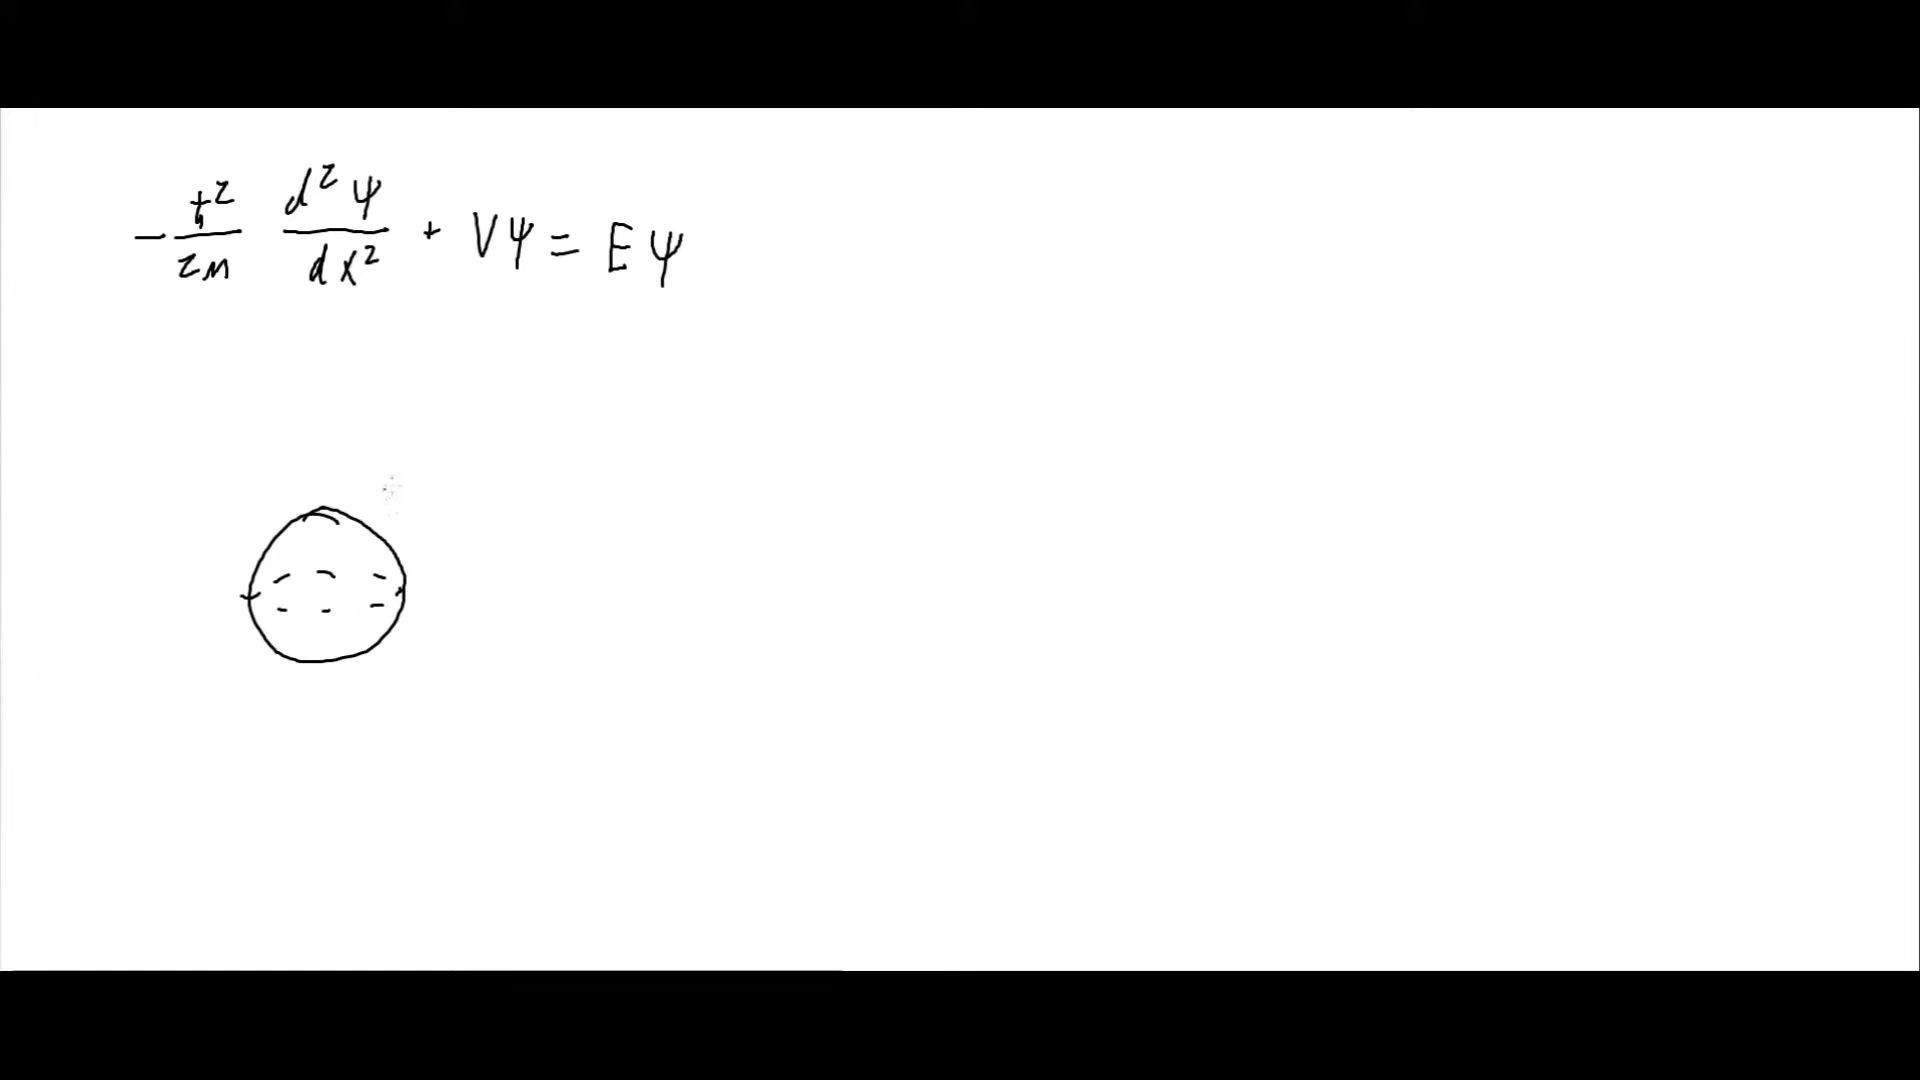 -ℏ²/2m d²ψ/dx² + Vψ = Eψ